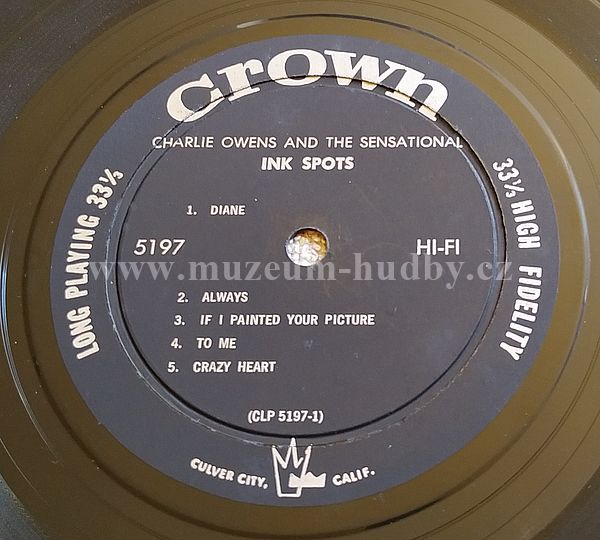 crown
CHARLIE OWENS AND THE SENSATIONAL
INK SPOTS
1. DIANE
5197
HI-FI
LONG PLAYING 33⅓
33⅓ HIGH FIDELITY
www.muzeum-hudby.cz
2. ALWAYS
3. IF I PAINTED YOUR PICTURE
4. TO ME
5. CRAZY HEART
(CLP 5197-1)
CULVER CITY, CALIF.